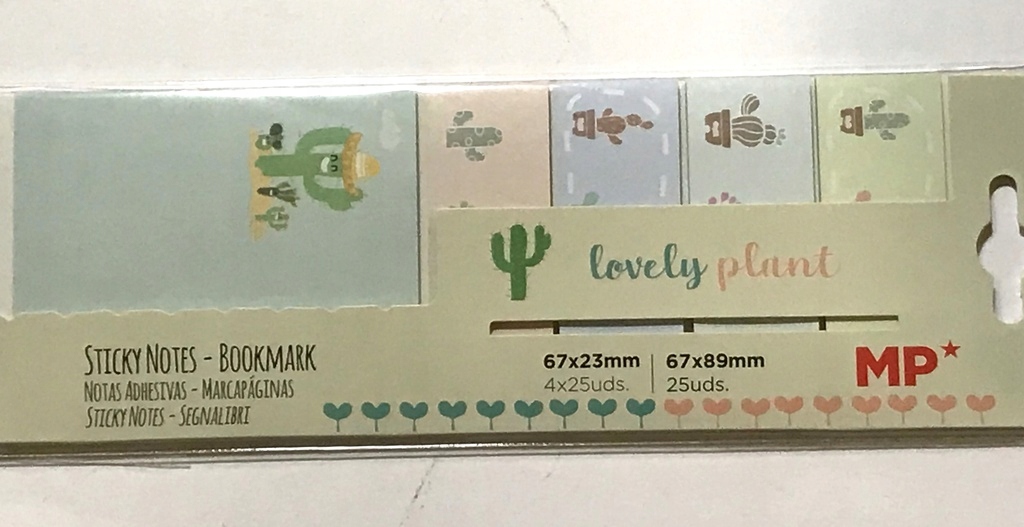 lovely plant
STICKY NOTES - BOOKMARK
NOTAS ADHESIVAS - MARCAPÁGINAS
STICKY NOTES - SEGNALIBRI
67x23mm | 67x89mm
4x25uds. | 25uds.
MP